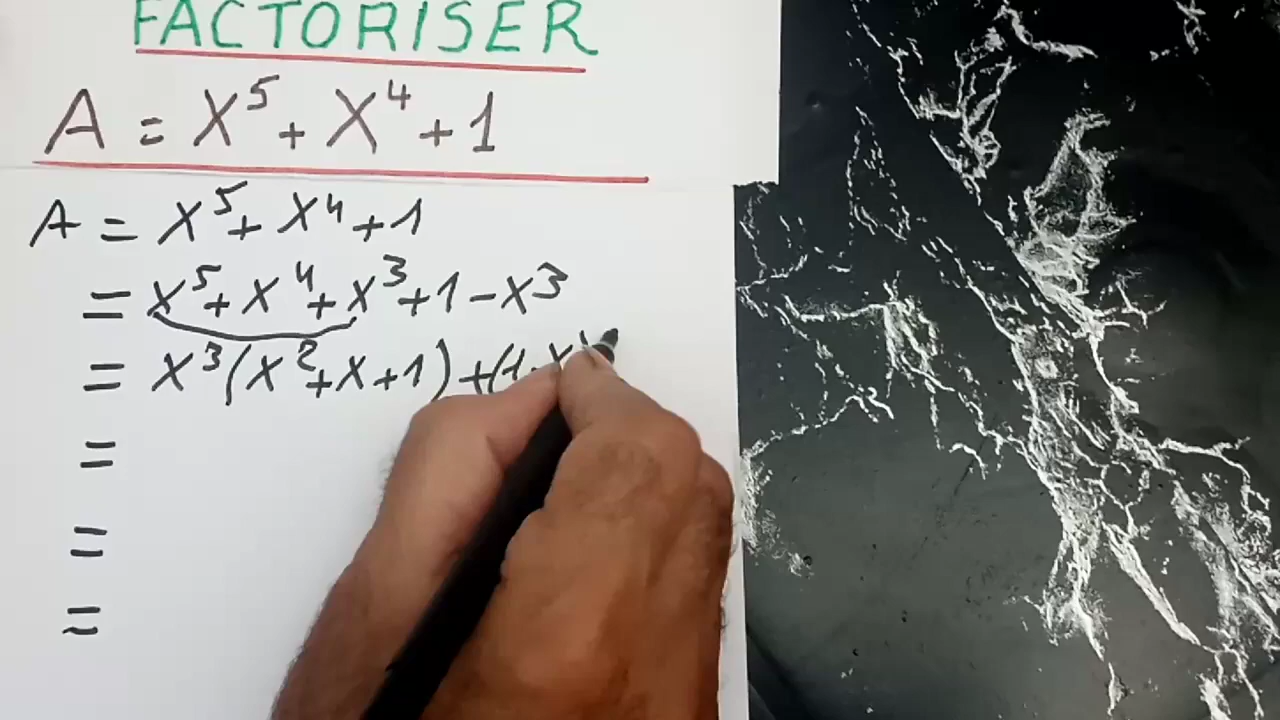 FACTORISER
A = X⁵ + X⁴ + 1
A = X⁵ + X⁴ + 1
= X⁵ + X⁴ + X³ + 1 - X³
= X³(X² + X + 1) + (1 - X
=
=
=